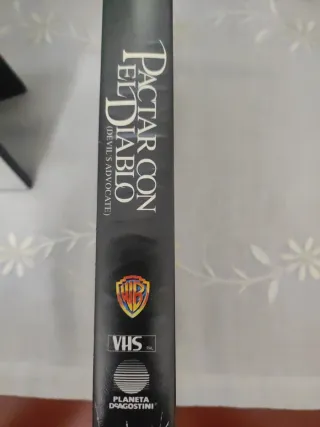 PACTAR CON
EL DIABLO
(DEVIL'S ADVOCATE)
WB
VHS
PLANETA
DEAGOSTINI